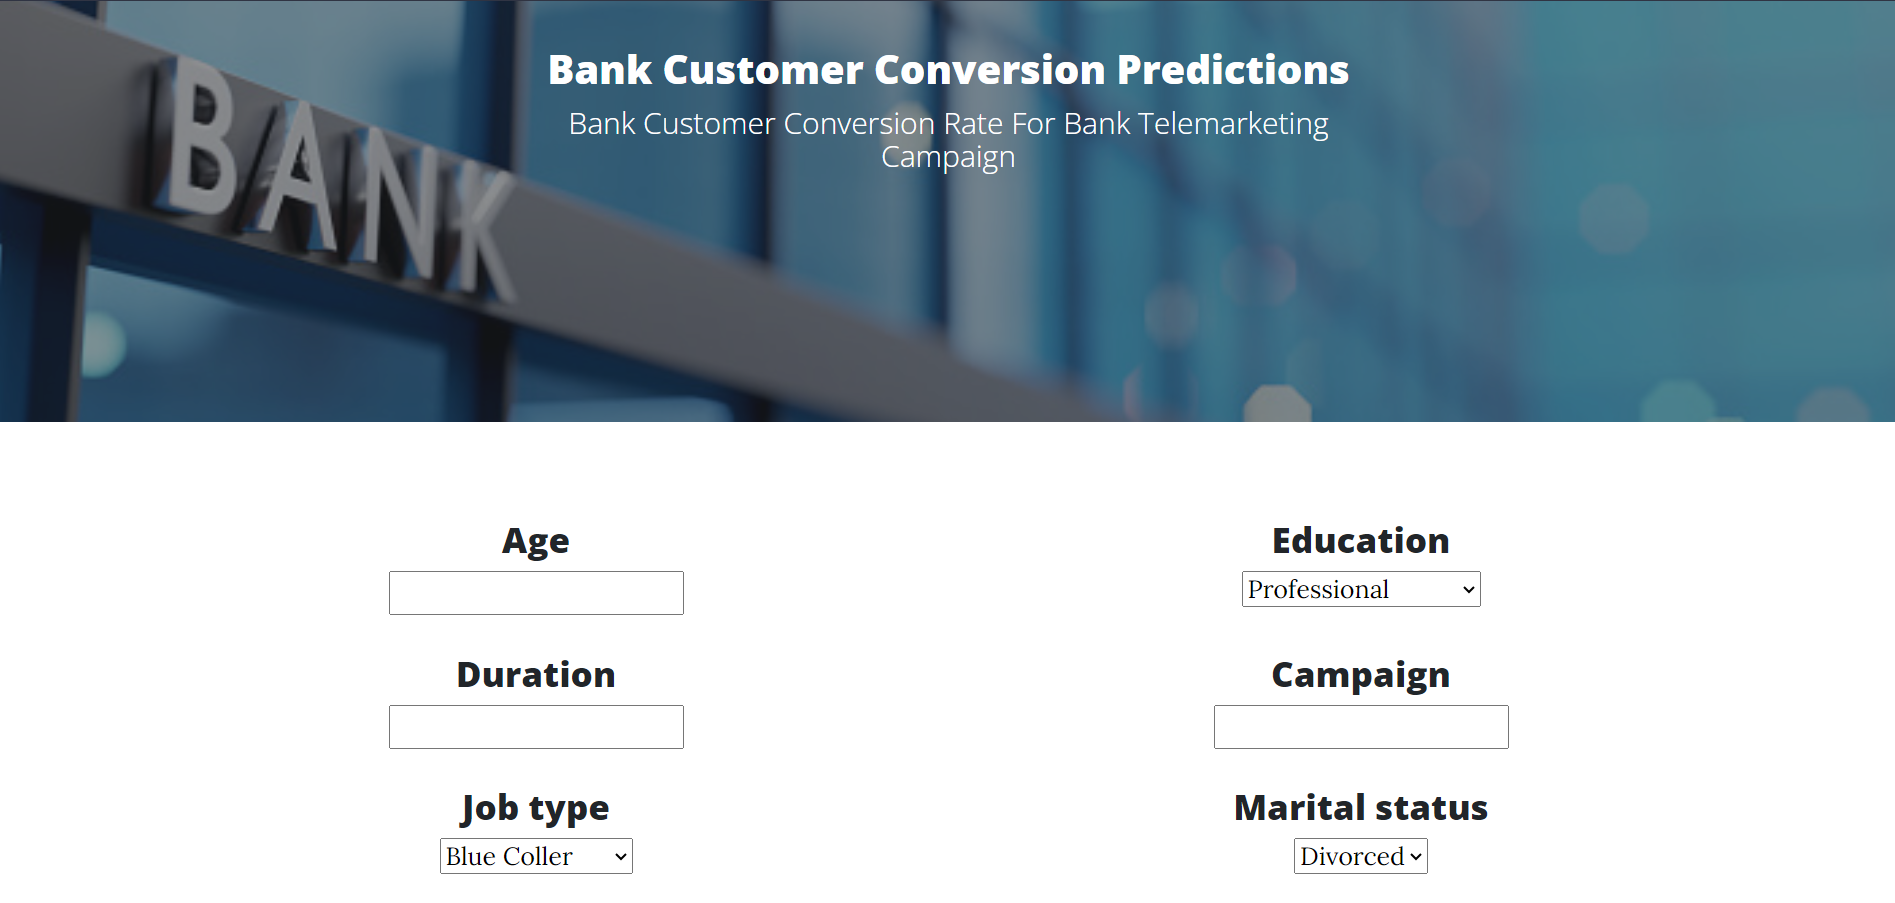 BANK
Bank Customer Conversion Predictions
Bank Customer Conversion Rate For Bank Telemarketing
Campaign
Age
Education
Professional
Duration
Campaign
Job type
Marital status
Blue Coller
Divorced